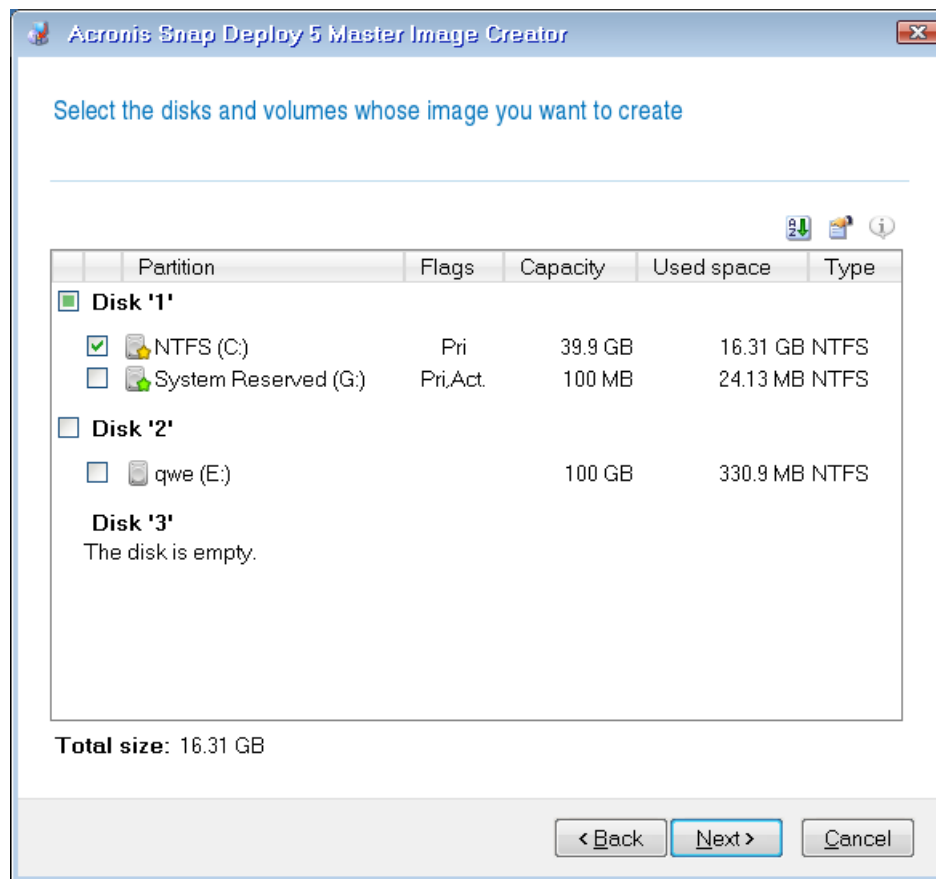 Acronis Snap Deploy 5 Master Image Creator
Select the disks and volumes whose image you want to create
Partition Flags Capacity Used space Type
Disk '1'
NTFS (C:) Pri 39.9 GB 16.31 GB NTFS
System Reserved (G:) Pri,Act. 100 MB 24.13 MB NTFS
Disk '2'
qwe (E:) 100 GB 330.9 MB NTFS
Disk '3'
The disk is empty.
Total size: 16.31 GB
< Back Next > Cancel